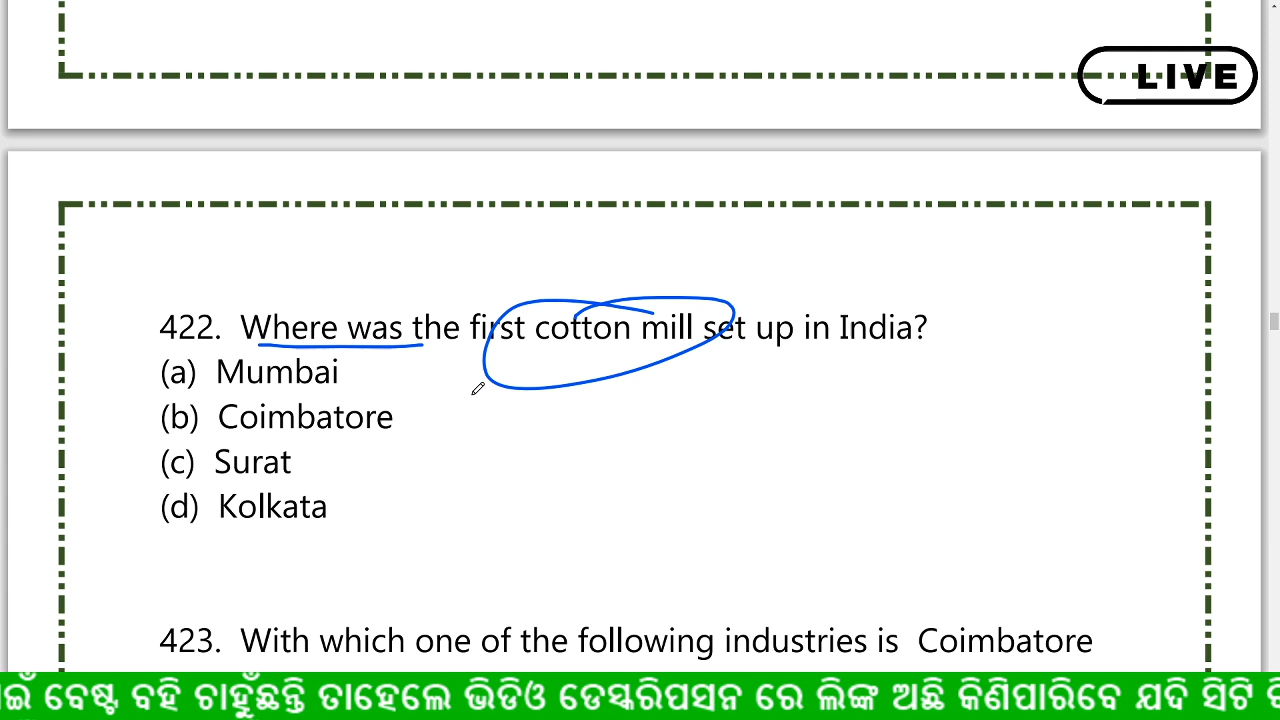 LIVE
422. Where was the first cotton mill set up in India?
(a) Mumbai
(b) Coimbatore
(c) Surat
(d) Kolkata
423. With which one of the following industries is Coimbatore
ବେଷ୍ଟ ବହି ଚାହୁଁଛନ୍ତି ତାହେଲେ ଭିଡିଓ ଡେସ୍କରିପସନ ରେ ଲିଙ୍କ ଅଛି କିଣିପାରିବେ ଯଦି ସିଟି